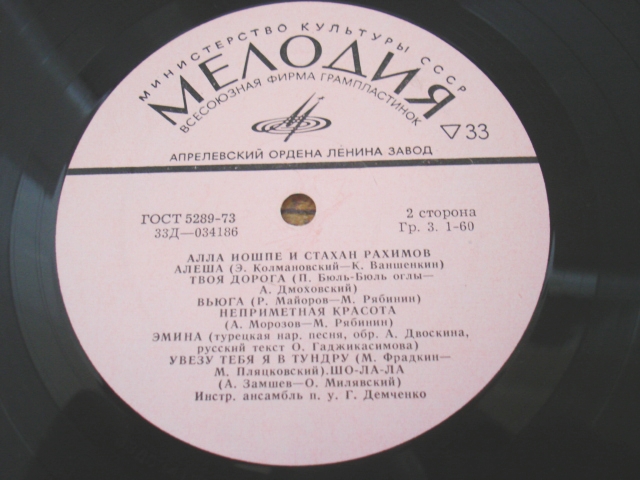 МИНИСТЕРСТВО КУЛЬТУРЫ СССР
МЕЛОДИЯ
ВСЕСОЮЗНАЯ ФИРМА ГРАМПЛАСТИНОК
▽33
АПРЕЛЕВСКИЙ ОРДЕНА ЛЕНИНА ЗАВОД
ГОСТ 5289-73
33Д—034186
2 сторона
Гр. 3. 1-60
АЛЛА ИОШПЕ И СТАХАН РАХИМОВ
АЛЕША (Э. Колмановский—К. Ваншенкин)
ТВОЯ ДОРОГА (П. Бюль-Бюль оглы—
А. Дмоховский)
ВЬЮГА (Р. Майоров—М. Рябинин)
НЕПРИМЕТНАЯ КРАСОТА
(А. Морозов—М. Рябинин)
ЭМИНА (турецкая нар. песня, обр. А. Двоскина,
русский текст О. Гаджикасимова)
УВЕЗУ ТЕБЯ Я В ТУНДРУ (М. Фрадкин—
М. Пляцковский).ШО-ЛА-ЛА
(А. Замшев—О. Милявский)
Инстр. ансамбль п. у. Г. Демченко